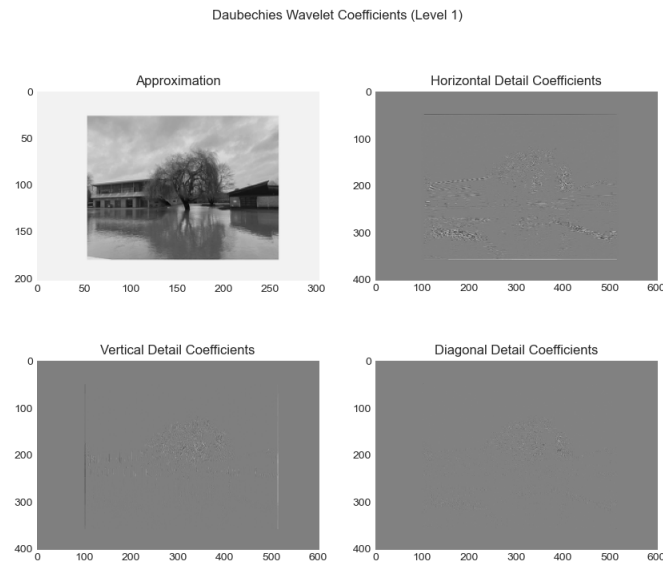 Daubechies Wavelet Coefficients (Level 1)
Approximation
0
50
100
150
200
0 50 100 150 200 250 300
Horizontal Detail Coefficients
0
100
200
300
400
0 100 200 300 400 500 600
Vertical Detail Coefficients
0
100
200
300
400
0 100 200 300 400 500 600
Diagonal Detail Coefficients
0
100
200
300
400
0 100 200 300 400 500 600